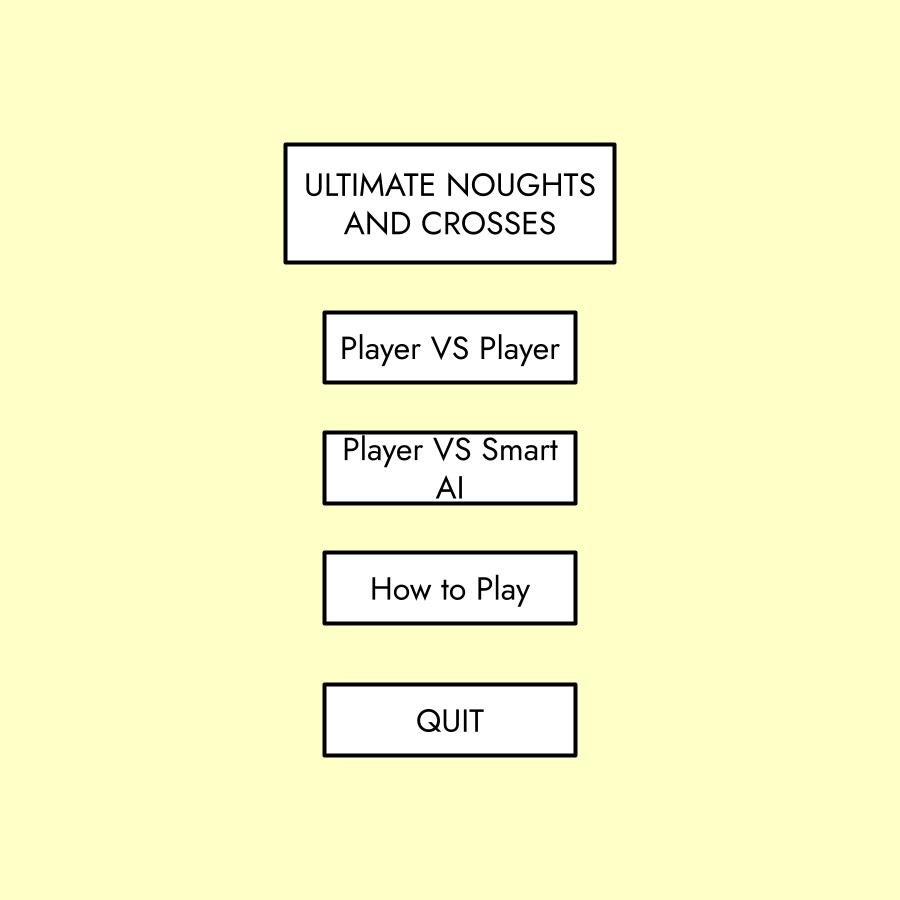 ULTIMATE NOUGHTS
AND CROSSES
Player VS Player
Player VS Smart
AI
How to Play
QUIT